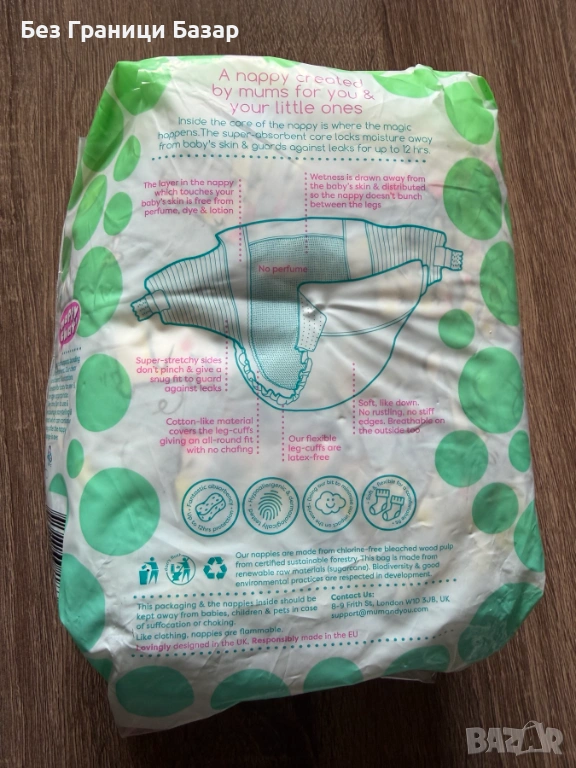 Без Граници Базар
A nappy created
by mums for you &
your little ones
Inside the core of the nappy is where the magic
happens. The super-absorbent core locks moisture away
from baby's skin & guards against leaks for up to 12 hrs.
The layer in the nappy
which touches your
baby's skin is free from
perfume, dye & lotion
Wetness is drawn away from
the baby's skin & distributed
so the nappy doesn't bunch
between the legs
No perfume
Super-stretchy sides
don't pinch & give a
snug fit to guard
against leaks
Soft, like down.
No rustling, no stiff
edges. Breathable on
the outside too
Cotton-like material
covers the leg-cuffs
giving an all-round fit
with no chafing
Our flexible
leg-cuffs are
latex-free
Our nappies are made from chlorine-free bleached wood pulp
from certified sustainable forestry. This bag is made from
renewable raw materials (sugarcane). Biodiversity & good
environmental practices are respected in development.
This packaging & the nappies inside should be
kept away from babies, children & pets in case
of suffocation or choking.
Like clothing, nappies are flammable.
Lovingly designed in the UK. Responsibly made in the EU
Contact Us:
8-9 Frith St, London W1D 3JB, UK
support@mumandyou.com
BAZAR